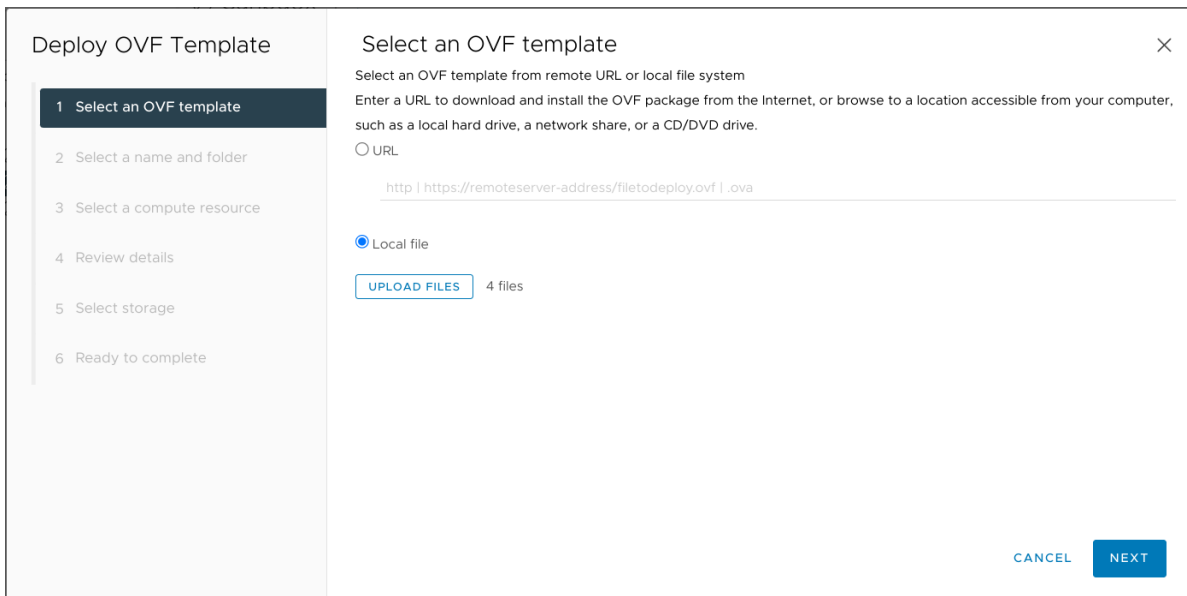 Deploy OVF Template
1 Select an OVF template
2 Select a name and folder
3 Select a compute resource
4 Review details
5 Select storage
6 Ready to complete
Select an OVF template
Select an OVF template from remote URL or local file system
Enter a URL to download and install the OVF package from the Internet, or browse to a location accessible from your computer,
such as a local hard drive, a network share, or a CD/DVD drive.
URL
http | https://remoteserver-address/filetodeploy.ovf | .ova
Local file
UPLOAD FILES 4 files
CANCEL NEXT